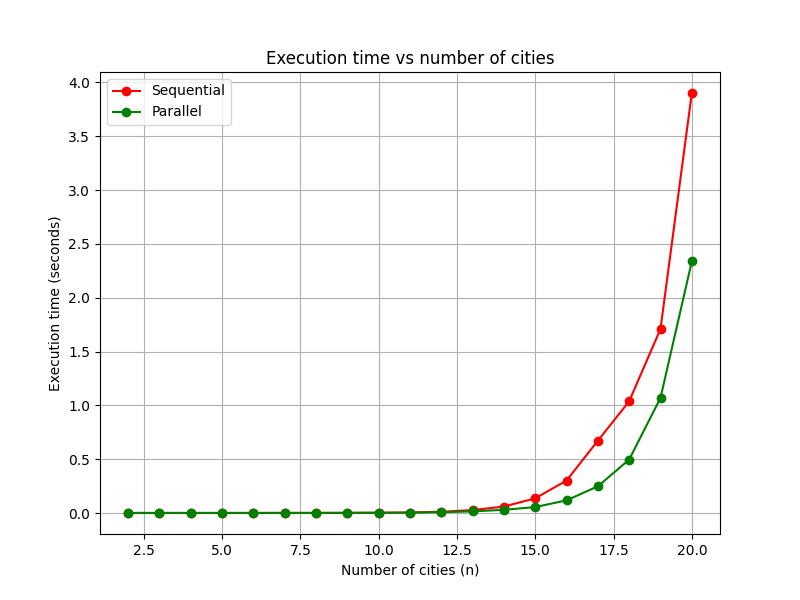 Execution time vs number of cities
Sequential
Parallel
4.0
3.5
3.0
2.5
2.0
1.5
1.0
0.5
0.0
Execution time (seconds)
2.5 5.0 7.5 10.0 12.5 15.0 17.5 20.0
Number of cities (n)